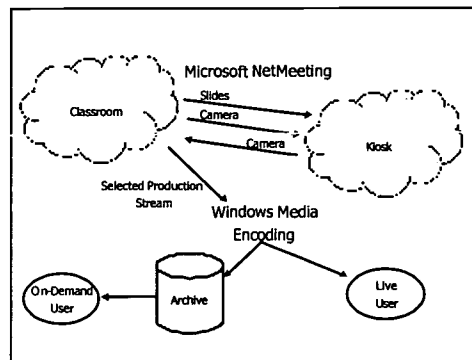 Microsoft NetMeeting
Slides
Classroom
Camera
Camera
Kiosk
Selected Production
Stream
Windows Media
Encoding
On-Demand
User
Archive
Live
User